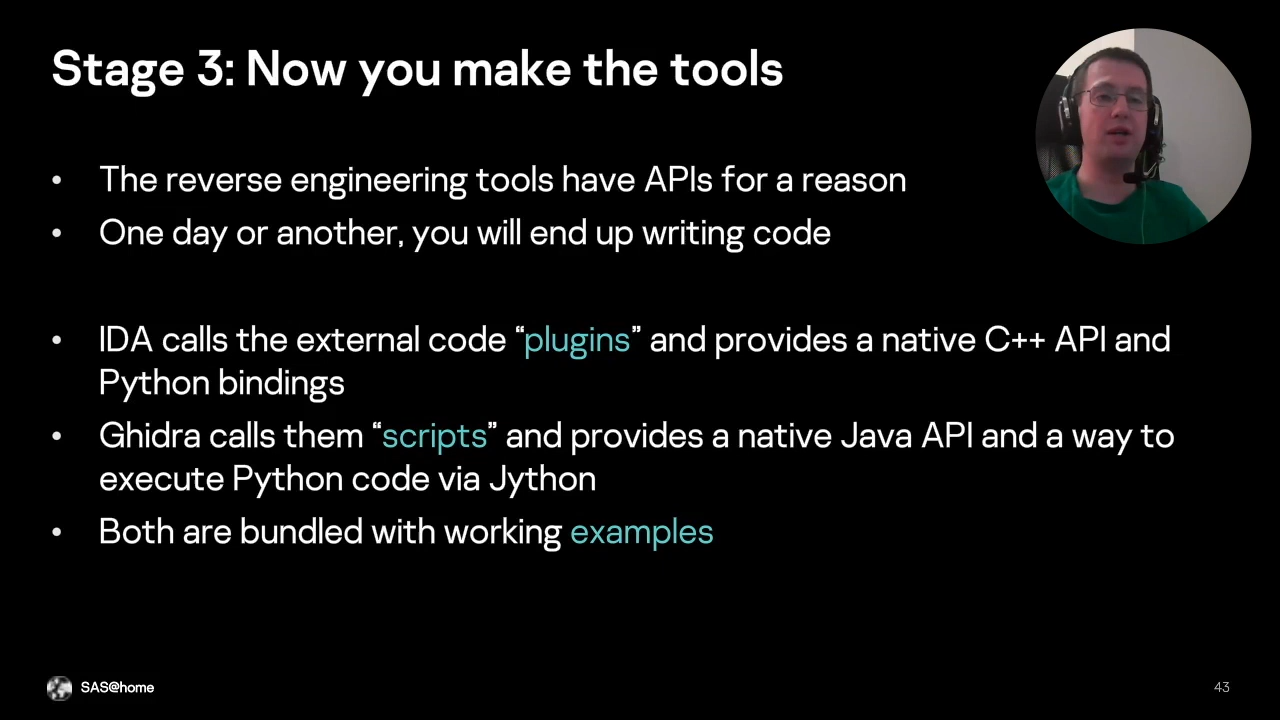 Stage 3: Now you make the tools
• The reverse engineering tools have APIs for a reason
• One day or another, you will end up writing code
• IDA calls the external code “plugins” and provides a native C++ API and
Python bindings
• Ghidra calls them “scripts” and provides a native Java API and a way to
execute Python code via Jython
• Both are bundled with working examples
SAS@home
43